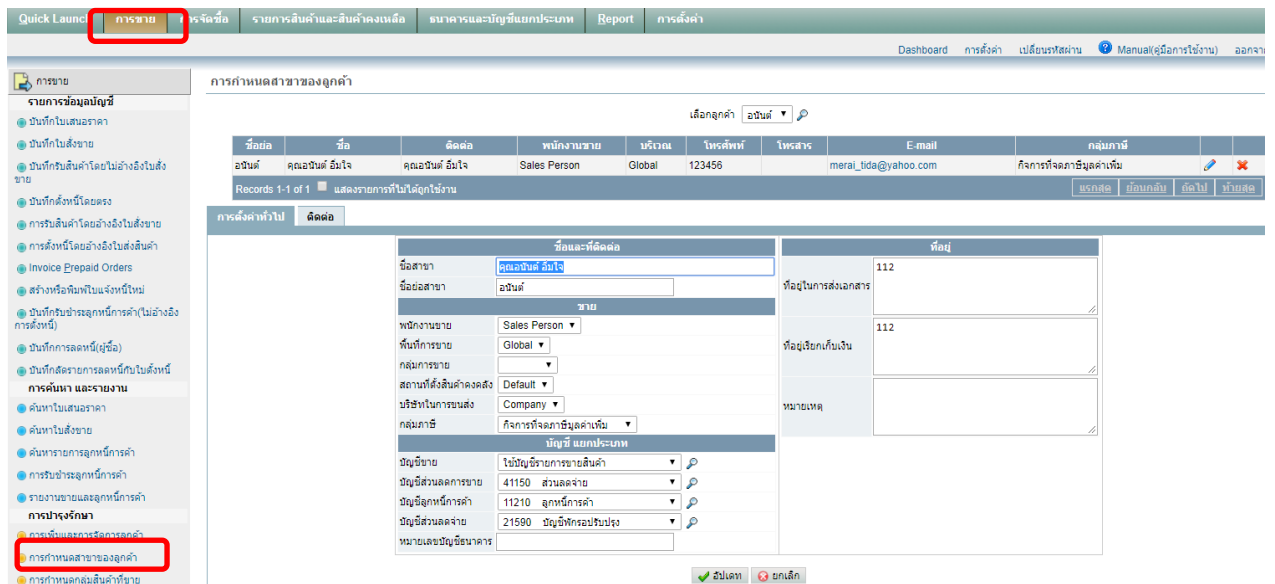 Quick Launch การขาย การจัดซื้อ รายการสินค้าและสินค้าคงเหลือ ธนาคารและบัญชีแยกประเภท Report การตั้งค่า
Dashboard การตั้งค่า เปลี่ยนรหัสผ่าน Manual(คู่มือการใช้งาน) ออกจา
การขาย
รายการข้อมูลบัญชี
บันทึกใบเสนอราคา
บันทึกใบสั่งขาย
บันทึกรับสินค้าโดยไม่อ้างอิงใบสั่ง
ขาย
บันทึกตั้งหนี้โดยตรง
การรับสินค้าโดยอ้างอิงใบสั่งขาย
การตั้งหนี้โดยอ้างอิงใบส่งสินค้า
Invoice Prepaid Orders
สร้างหรือพิมพ์ใบแจ้งหนี้ใหม่
บันทึกรับชำระลูกหนี้การค้า(ไม่อ้างอิง
การตั้งหนี้)
บันทึกการลดหนี้(ผู้ซื้อ)
บันทึกตัดรายการลดหนี้กับใบตั้งหนี้
การค้นหา และรายงาน
ค้นหาใบเสนอราคา
ค้นหาใบสั่งขาย
ค้นหารายการลูกหนี้การค้า
การรับชำระลูกหนี้การค้า
รายงานขายและลูกหนี้การค้า
การบำรุงรักษา
การเพิ่มและการจัดการลูกค้า
การกำหนดสาขาของลูกค้า
การกำหนดกลุ่มสินค้าที่ขาย
การกำหนดสาขาของลูกค้า
เลือกลูกค้า อนันต์
ชื่อย่อ ชื่อ ติดต่อ พนักงานขาย บริเวณ โทรศัพท์ โทรสาร E-mail กลุ่มภาษี
อนันต์ คุณอนันต์ อิ่มใจ คุณอนันต์ อิ่มใจ Sales Person Global 123456 merai_tida@yahoo.com กิจการที่จดภาษีมูลค่าเพิ่ม
Records 1-1 of 1 แสดงรายการที่ไม่ได้ถูกใช้งาน แรกสุด ย้อนกลับ ถัดไป ท้ายสุด
การตั้งค่าทั่วไป ติดต่อ
ชื่อและที่ติดต่อ
ชื่อสาขา คุณอนันต์ อิ่มใจ
ชื่อย่อสาขา อนันต์
ขาย
พนักงานขาย Sales Person
พื้นที่การขาย Global
กลุ่มการขาย
สถานที่ตั้งสินค้าคงคลัง Default
บริษัทในการขนส่ง Company
กลุ่มภาษี กิจการที่จดภาษีมูลค่าเพิ่ม
บัญชี แยกประเภท
บัญชีขาย ใช้บัญชีรายการขายสินค้า
บัญชีส่วนลดการขาย 41150 ส่วนลดจ่าย
บัญชีลูกหนี้การค้า 11210 ลูกหนี้การค้า
บัญชีส่วนลดจ่าย 21590 บัญชีพักรอปรับปรุง
หมายเลขบัญชีธนาคาร
ที่อยู่
ที่อยู่ในการส่งเอกสาร 112
ที่อยู่เรียกเก็บเงิน 112
หมายเหตุ
อัปเดท ยกเลิก